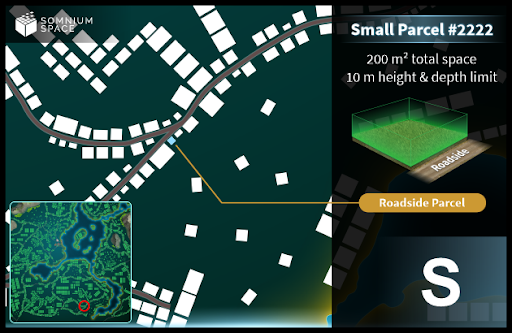 SOMNIUM
SPACE
Small Parcel #2222
200 m² total space
10 m height & depth limit
Roadside
Roadside Parcel
S